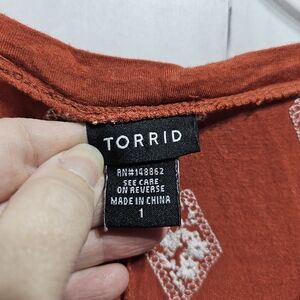 TORRID
RN#148862
SEE CARE
ON REVERSE
MADE IN CHINA
1